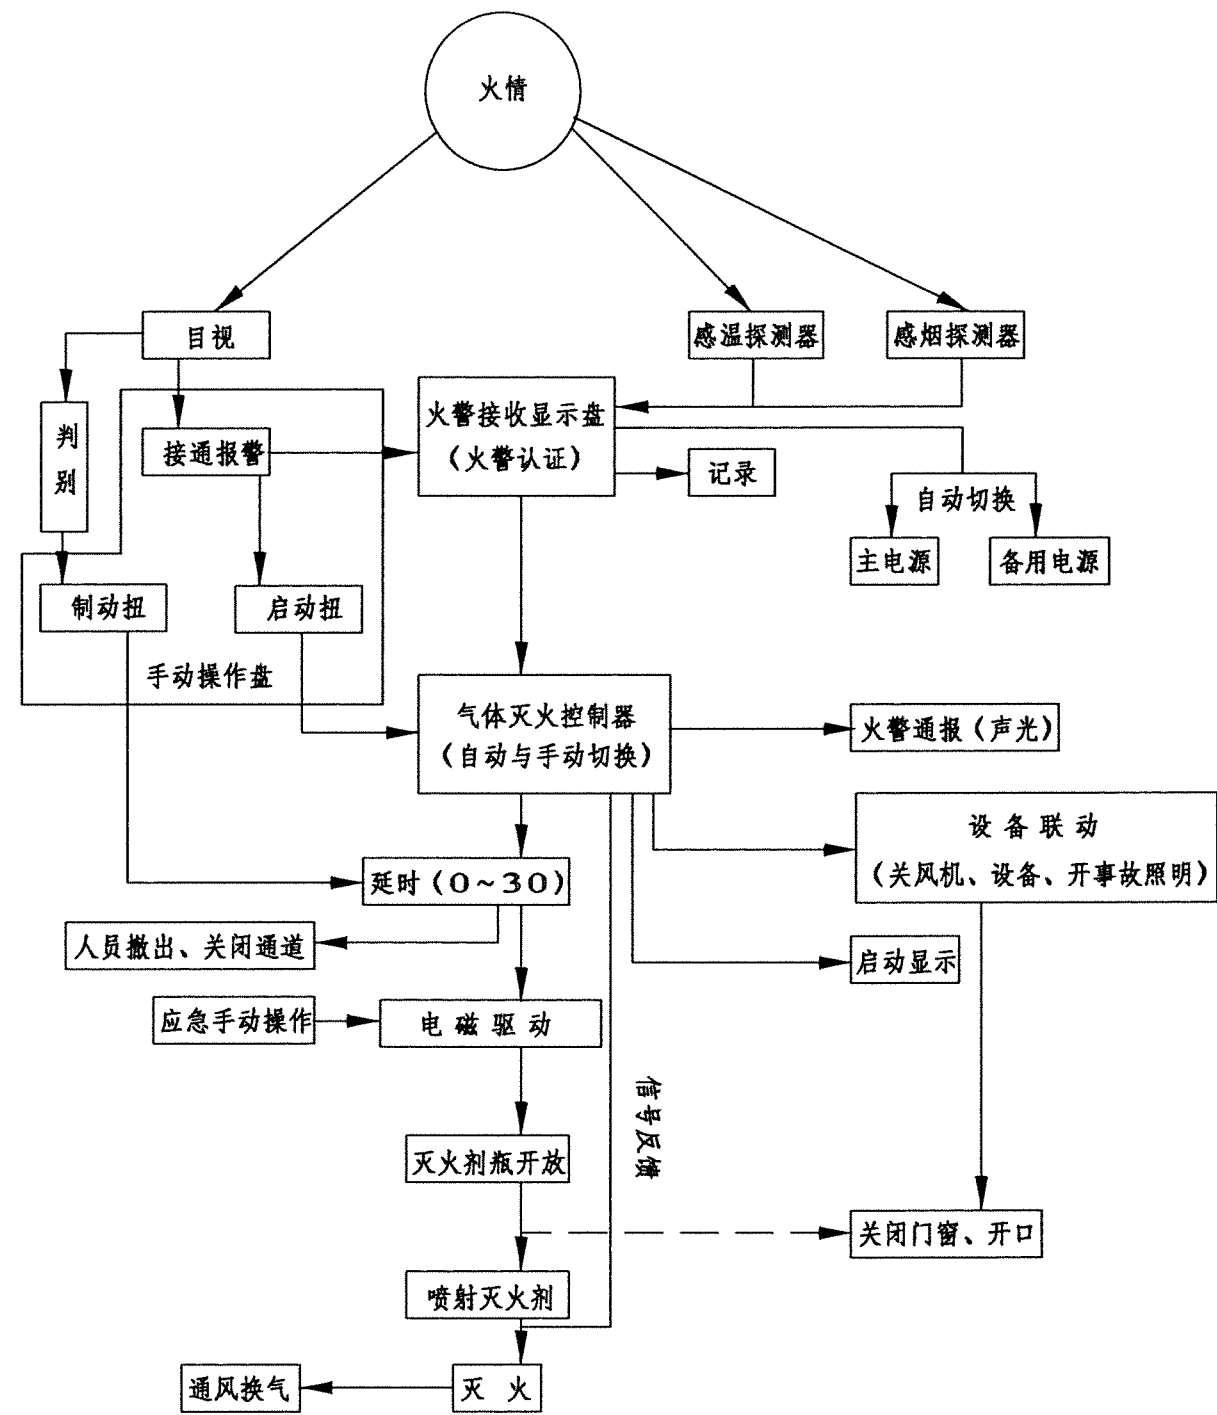 火情
目视
感温探测器
感烟探测器
判别
接通报警
火警接收显示盘
（火警认证）
记录
自动切换
主电源
备用电源
制动扭
启动扭
手动操作盘
气体灭火控制器
（自动与手动切换）
火警通报（声光）
设备联动
（关风机、设备、开事故照明）
延时（0~30）
人员撤出、关闭通道
启动显示
应急手动操作
电磁驱动
信号反馈
灭火剂瓶开放
关闭门窗、开口
喷射灭火剂
通风换气
灭火